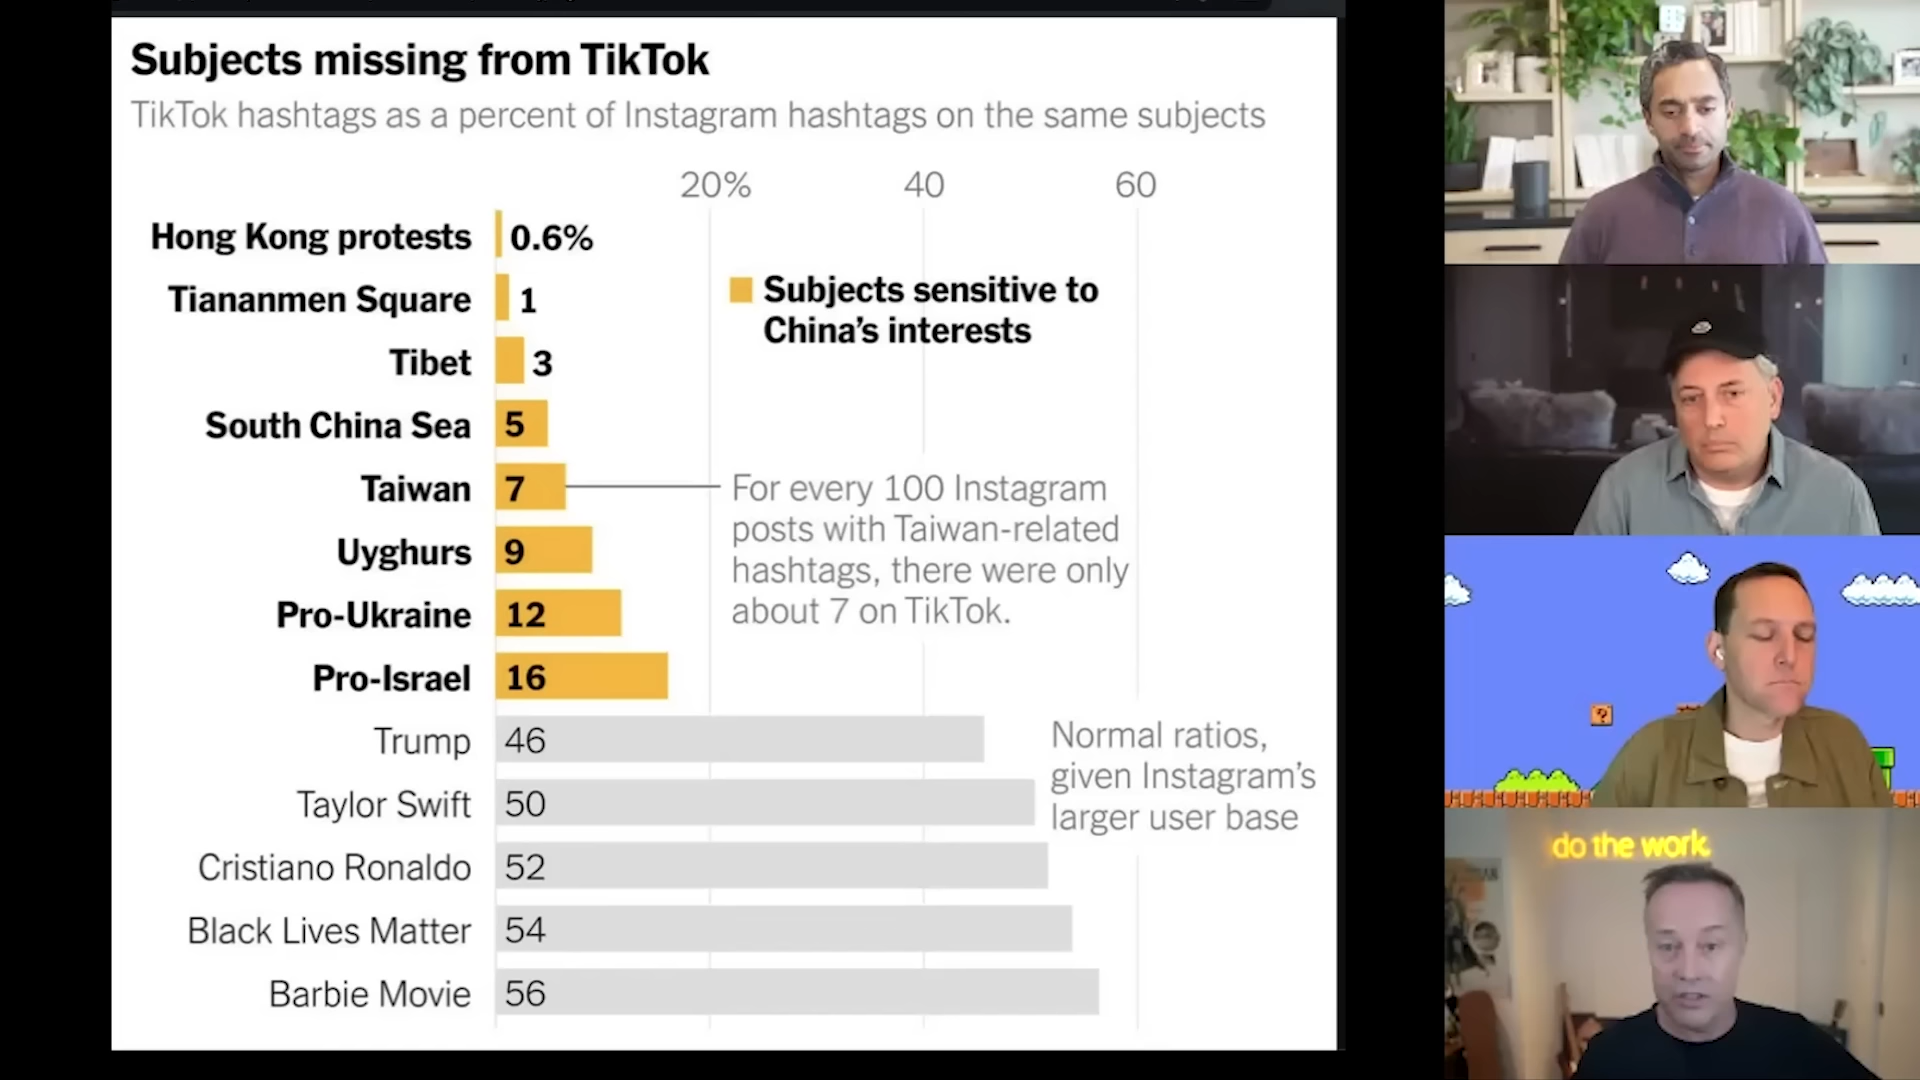 Subjects missing from TikTok
TikTok hashtags as a percent of Instagram hashtags on the same subjects
20%
40
60
Hong Kong protests
0.6%
Tiananmen Square
1
Subjects sensitive to
China’s interests
Tibet
3
South China Sea
5
Taiwan
7
For every 100 Instagram
posts with Taiwan-related
hashtags, there were only
about 7 on TikTok.
Uyghurs
9
Pro-Ukraine
12
Pro-Israel
16
Trump
46
Normal ratios,
given Instagram’s
larger user base
Taylor Swift
50
Cristiano Ronaldo
52
Black Lives Matter
54
Barbie Movie
56
?
do the work.